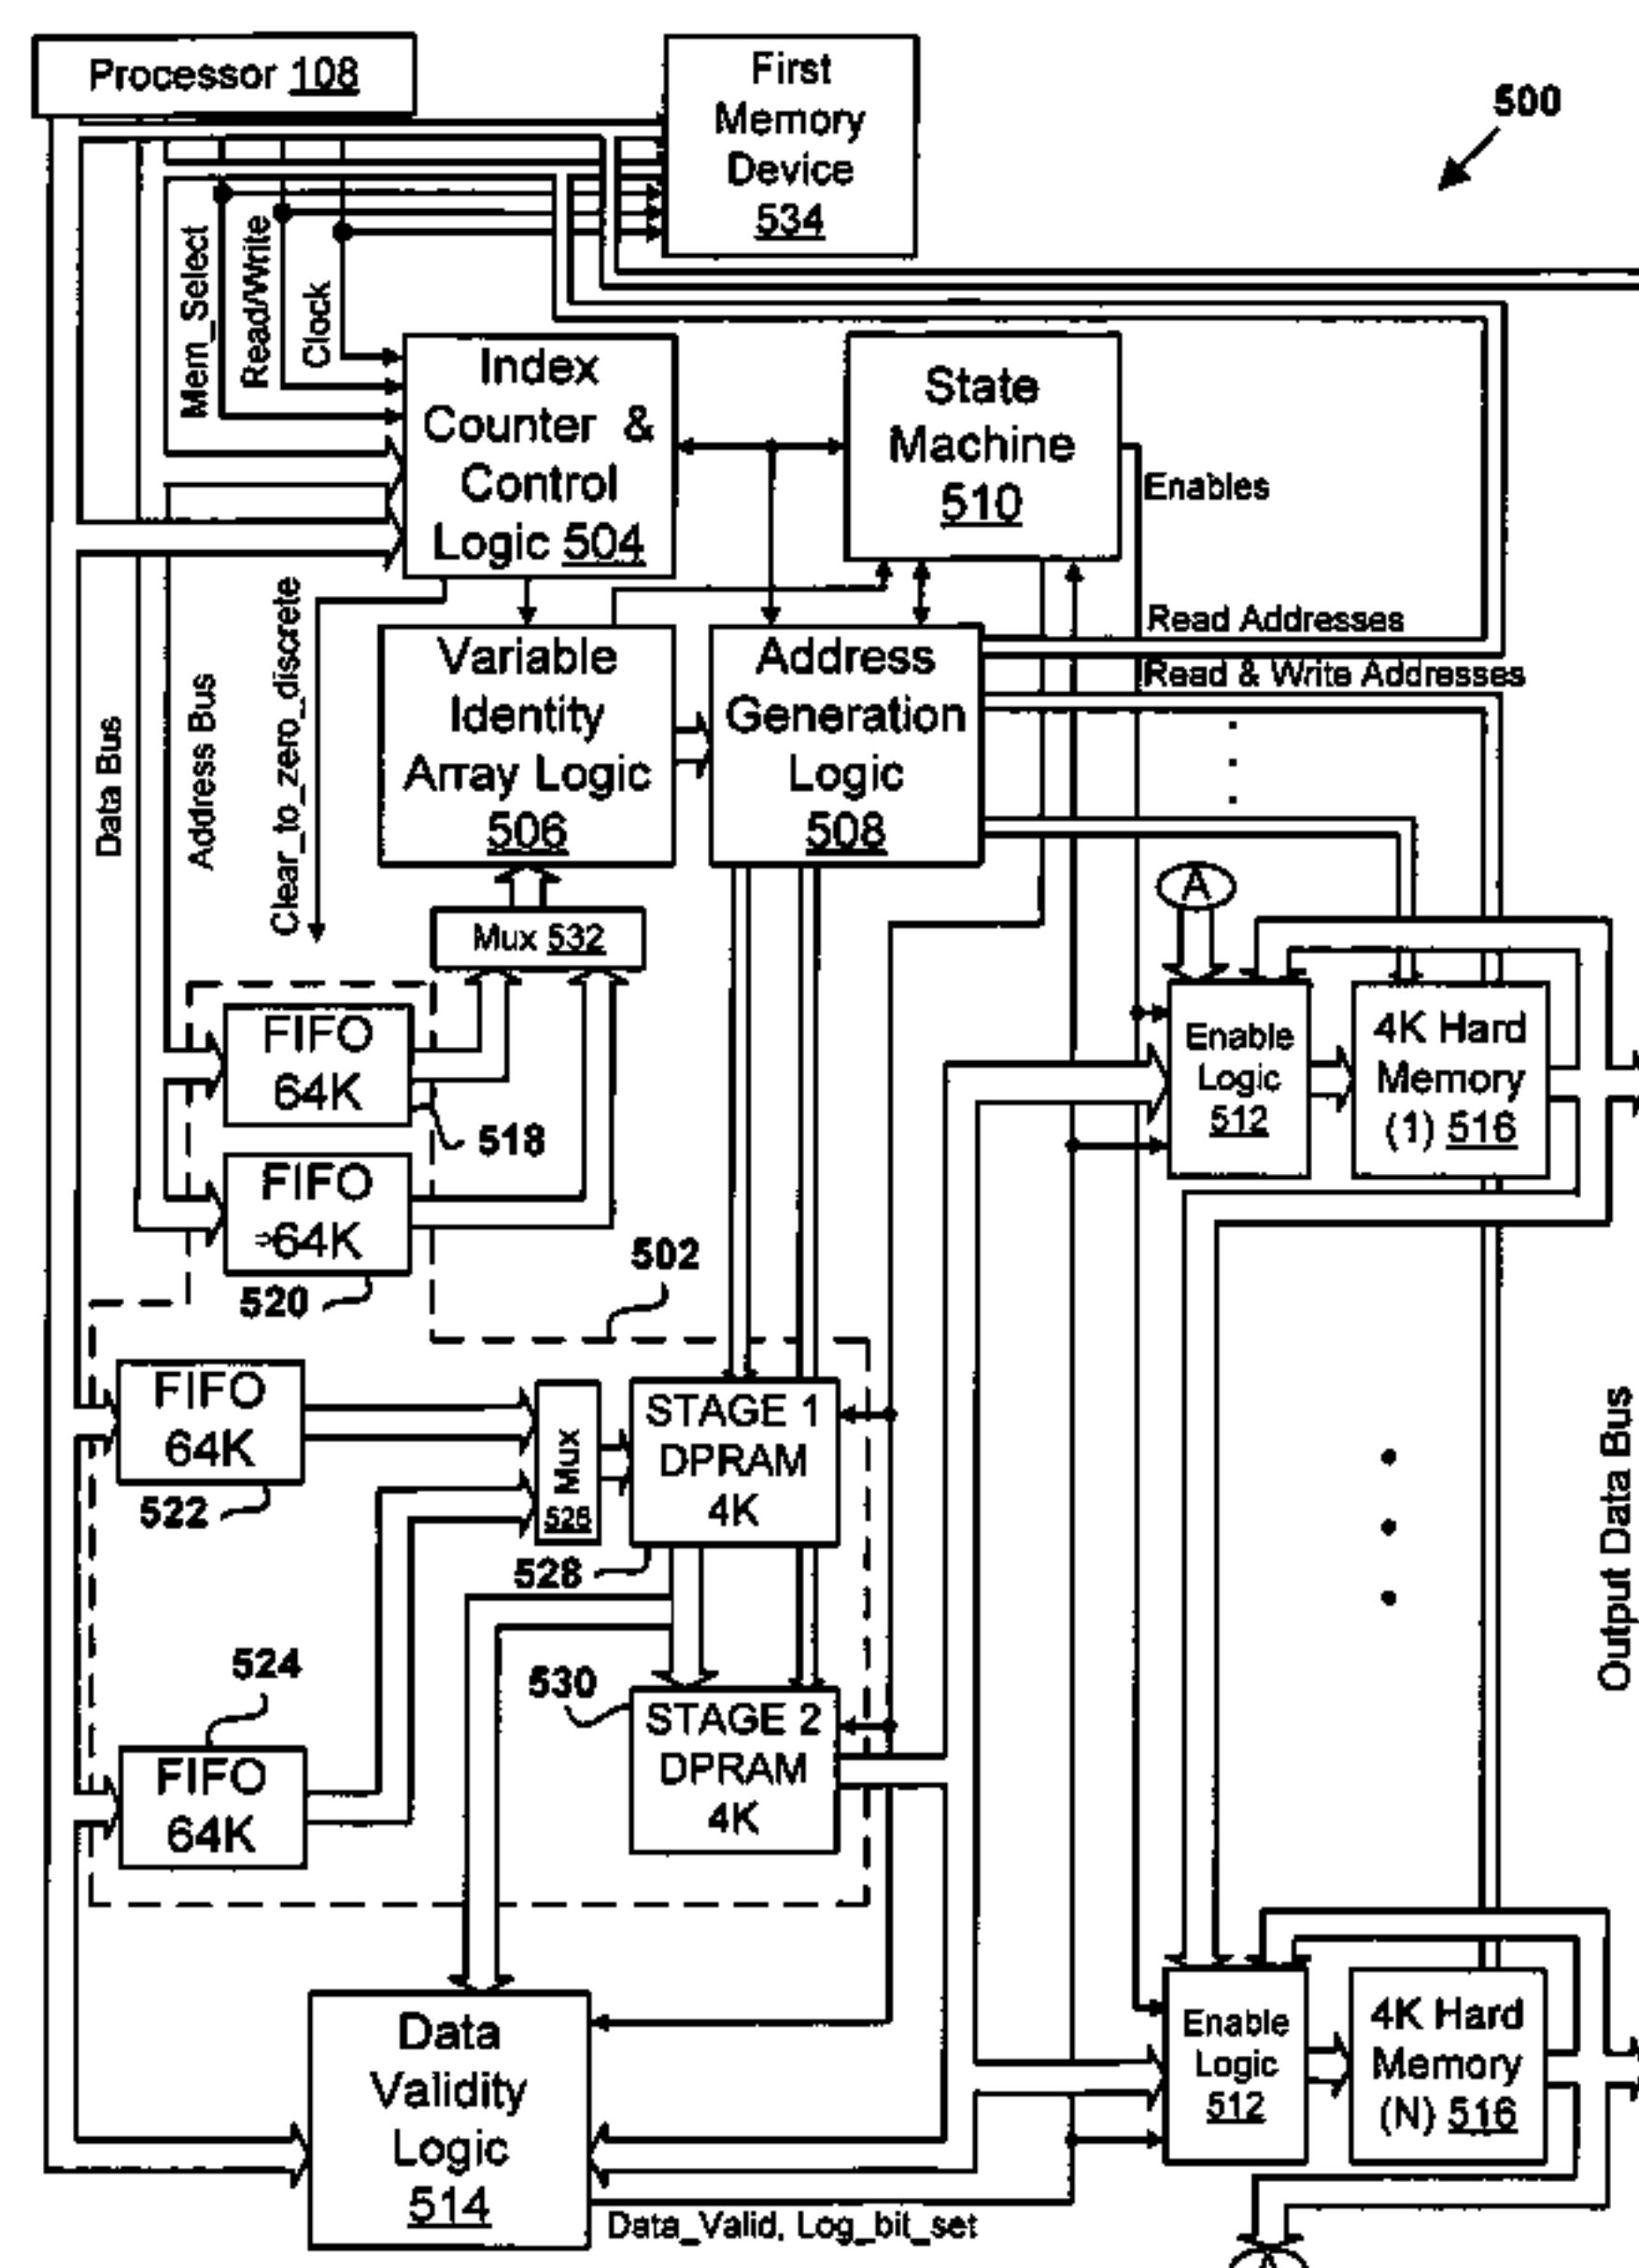 Processor 108
First
Memory
Device
534
500
Mem_Select
Read/Write
Clock
Index
Counter &
Control
Logic 504
State
Machine
510
Enables
Clear_to_zero_discrete
Data Bus
Address Bus
Variable
Identity
Array Logic
506
Address
Generation
Logic
508
Read Addresses
Read & Write Addresses
A
Mux 532
FIFO
64K
518
FIFO
64K
520
502
Enable
Logic
512
4K Hard
Memory
(1) 516
FIFO
64K
522
Mux
526
STAGE 1
DPRAM
4K
528
Output Data Bus
524
FIFO
64K
530
STAGE 2
DPRAM
4K
Data
Validity
Logic
514
Data_Valid, Log_bit_set
Enable
Logic
512
4K Hard
Memory
(N) 516
A